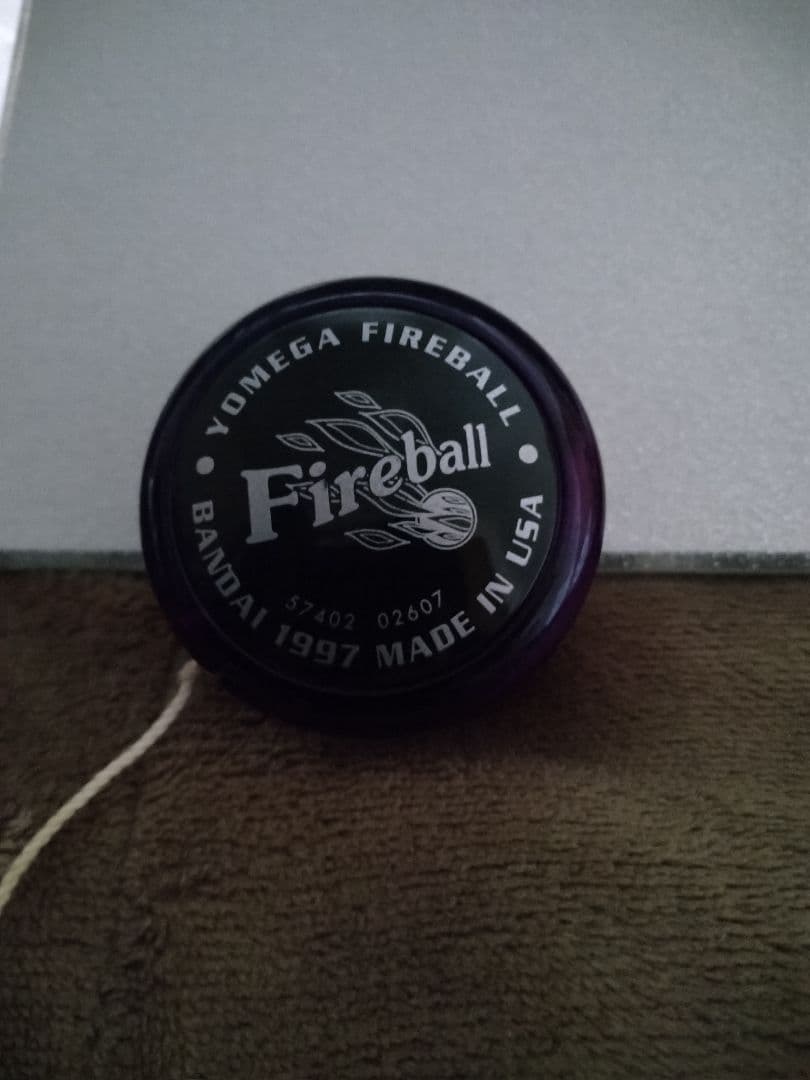 YOMEGA FIREBALL
Fireball
57402 02607
BANDAI 1997 MADE IN USA